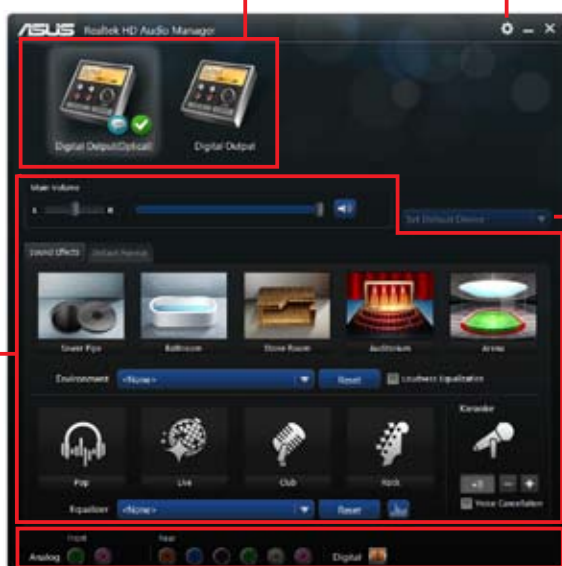 ASUS Realtek HD Audio Manager
Digital Output(Optical) Digital Output
Main Volume
L R
Set Default Device
Sound Effects Default Format
Sewer Pipe Bathroom Stone Room Auditorium Arena
Environment <None> Reset Loudness Equalization
Karaoke
Pop Live Club Rock
Voice Cancellation
Equalizer <None> Reset
Front Rear
Analog Digital